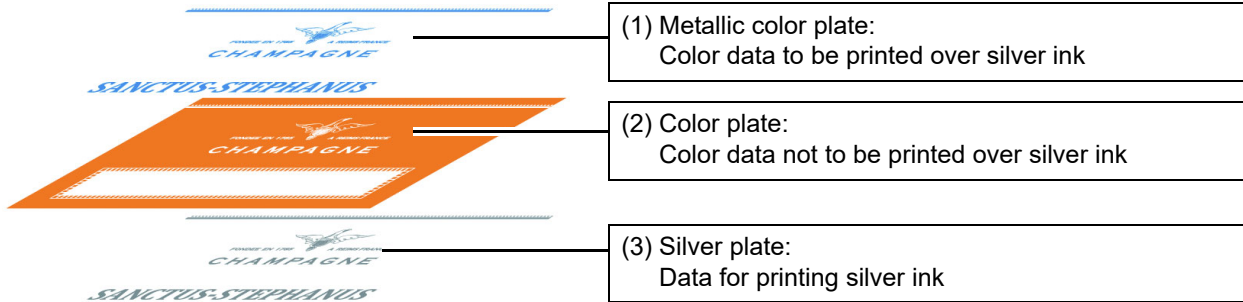 (1) Metallic color plate:
Color data to be printed over silver ink
CHAMPAGNE
SANCTUS-STEPHANUS
(2) Color plate:
Color data not to be printed over silver ink
CHAMPAGNE
(3) Silver plate:
Data for printing silver ink
CHAMPAGNE
SANCTUS-STEPHANUS